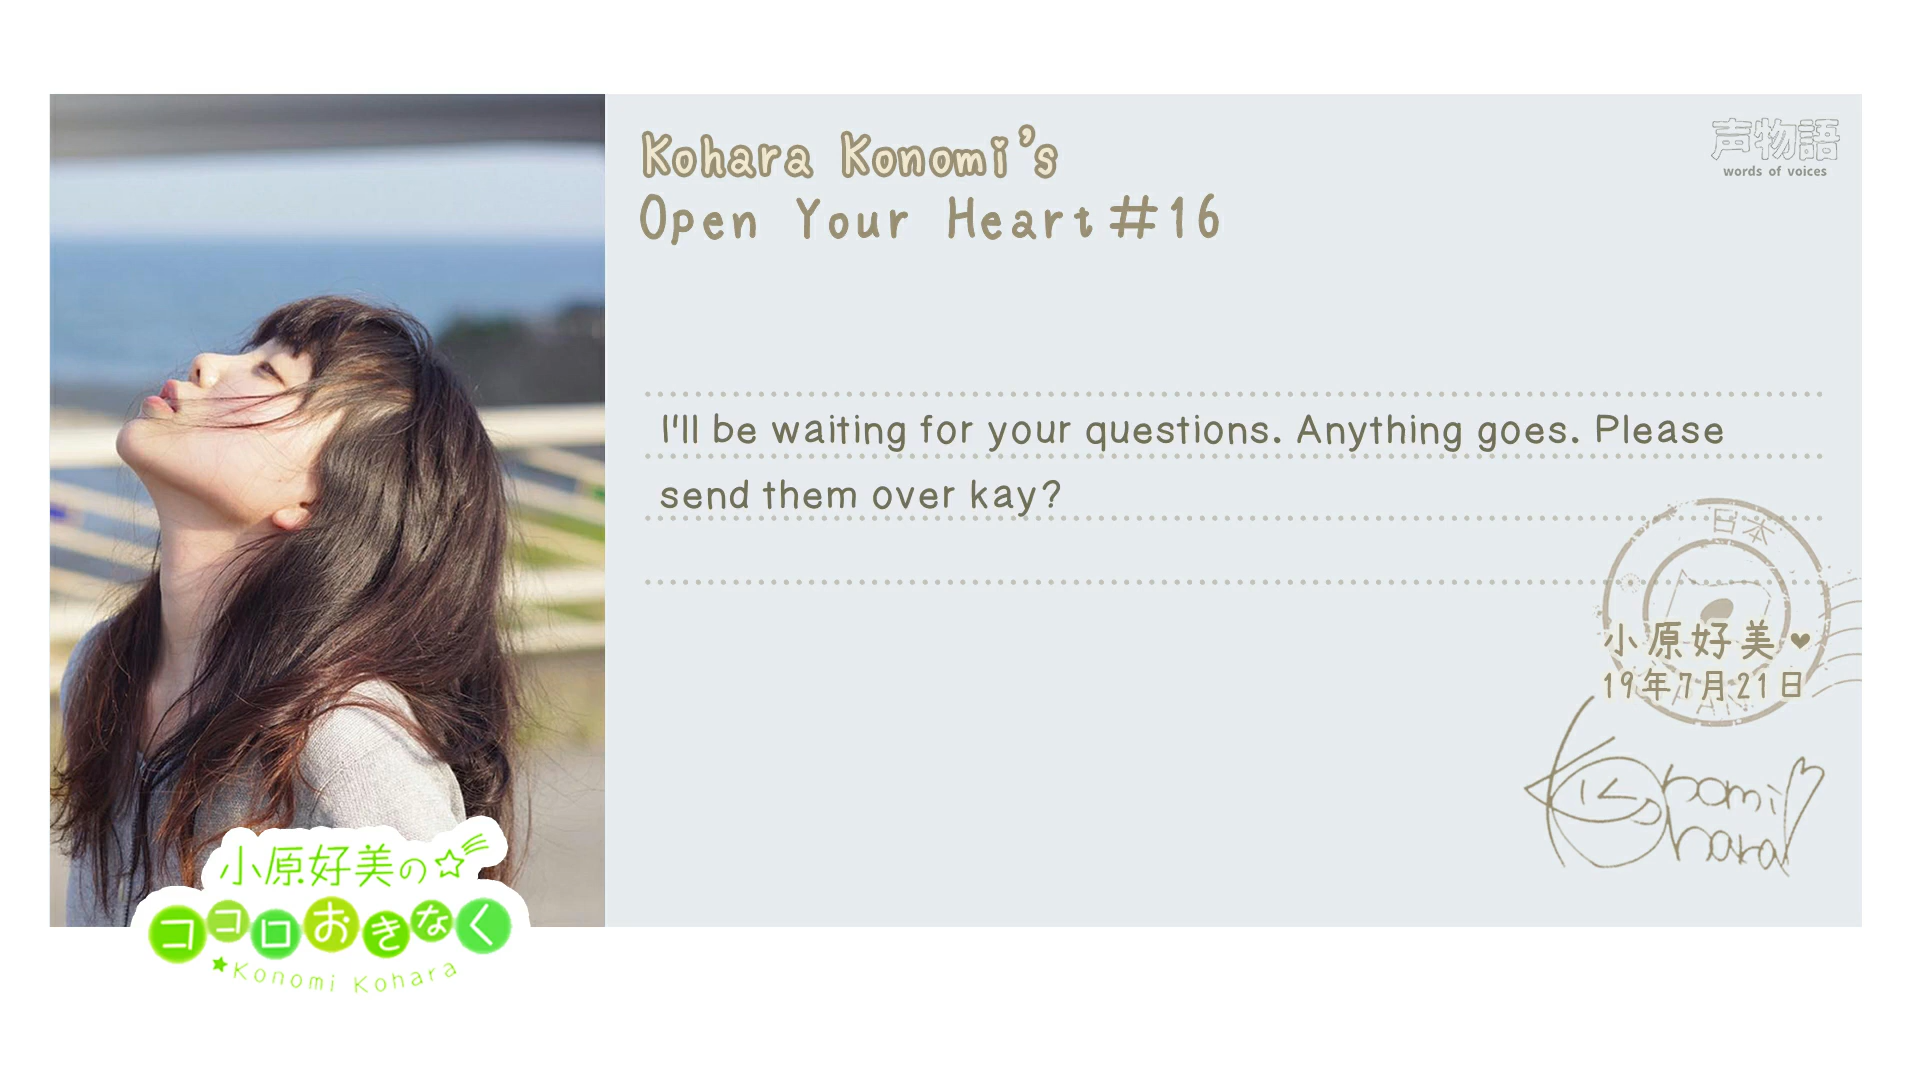 Kohara Konomi's
Open Your Heart#16
声物語
words of voices
I'll be waiting for your questions. Anything goes. Please
send them over kay?
日本
小原好美♥
19年7月21日
Konomi
Kohara
小原好美の☆
ココロおきなく
★Konomi Kohara